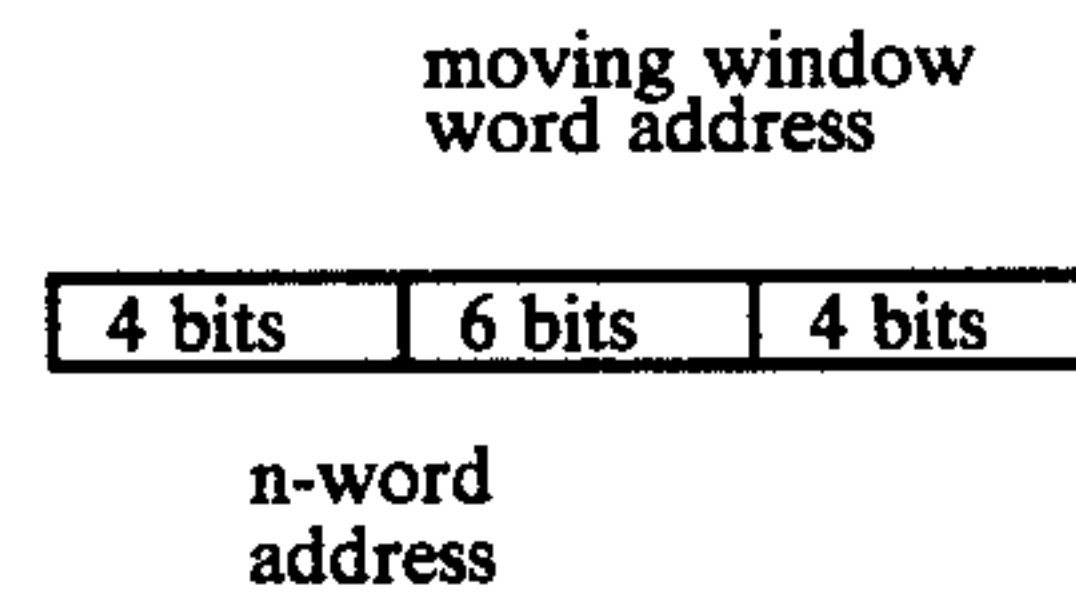 moving window
word address
4 bits 6 bits 4 bits
n-word
address